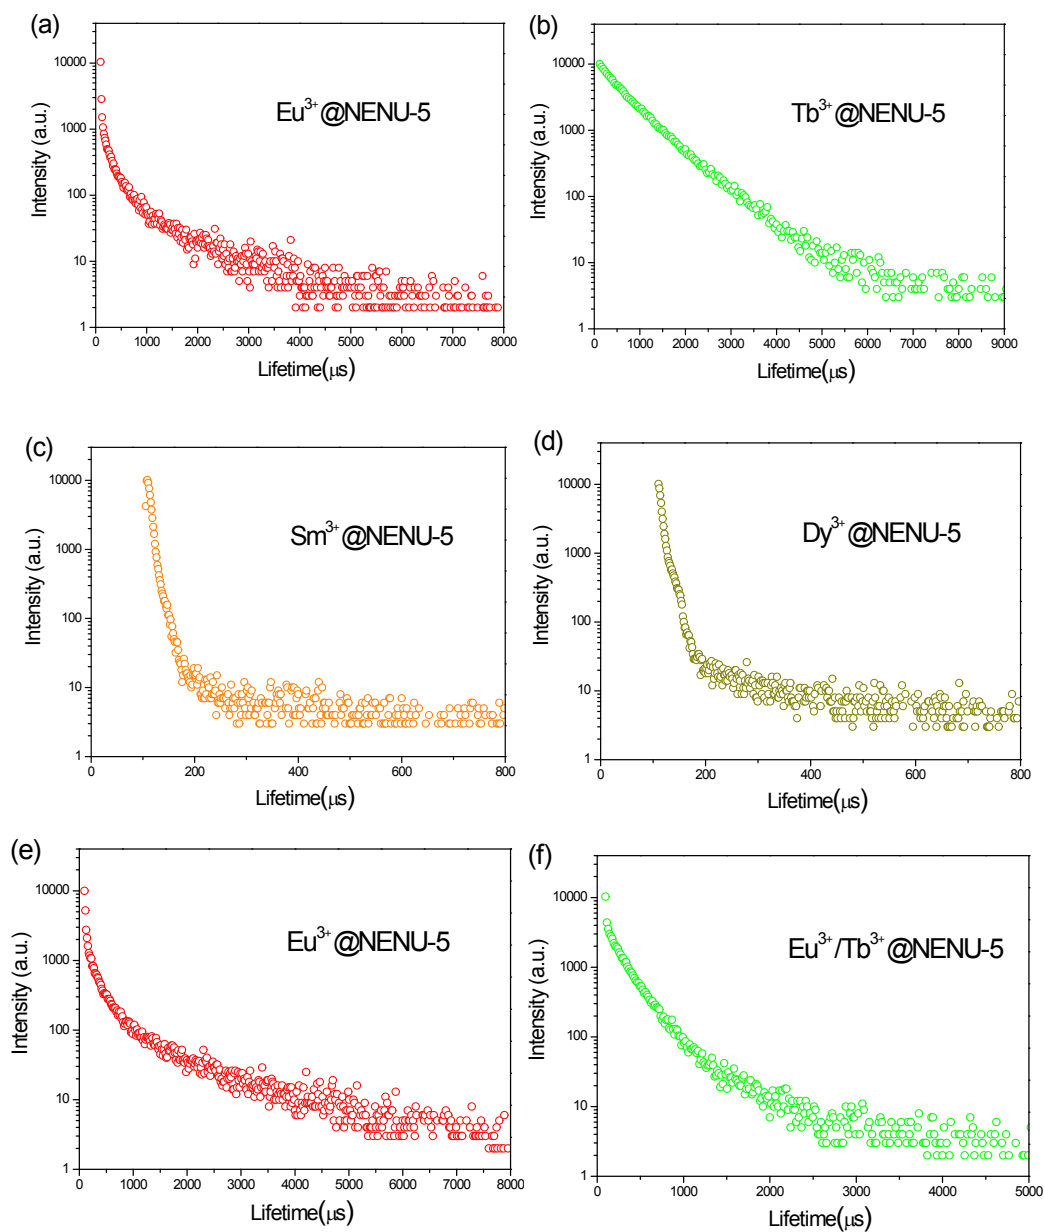 (a)
Eu3+@NENU-5
Intensity (a.u.)
10000
1000
100
10
1
0 1000 2000 3000 4000 5000 6000 7000 8000
Lifetime(μs)
(b)
Tb3+@NENU-5
Intensity (a.u.)
10000
1000
100
10
1
0 1000 2000 3000 4000 5000 6000 7000 8000 9000
Lifetime(μs)
(c)
Sm3+@NENU-5
Intensity (a.u.)
10000
1000
100
10
1
0 200 400 600 800
Lifetime(μs)
(d)
Dy3+@NENU-5
Intensity (a.u.)
10000
1000
100
10
1
0 200 400 600 800
Lifetime(μs)
(e)
Eu3+@NENU-5
Intensity (a.u.)
10000
1000
100
10
1
0 1000 2000 3000 4000 5000 6000 7000 8000
Lifetime(μs)
(f)
Eu3+/Tb3+@NENU-5
Intensity (a.u.)
10000
1000
100
10
1
0 1000 2000 3000 4000 5000
Lifetime(μs)